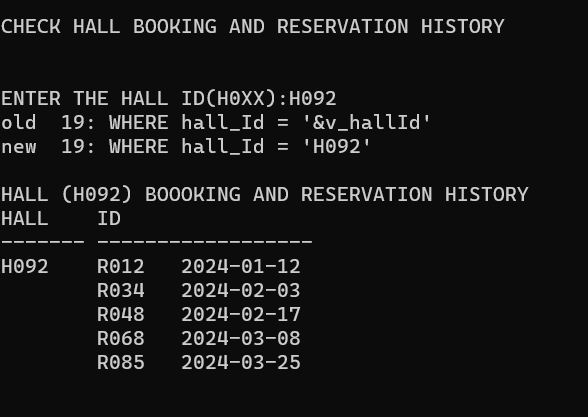 CHECK HALL BOOKING AND RESERVATION HISTORY
ENTER THE HALL ID(H0XX):H092
old  19: WHERE hall_Id = '&v_hallId'
new  19: WHERE hall_Id = 'H092'
HALL (H092) BOOOKING AND RESERVATION HISTORY
HALL    ID
------- ------------------
H092    R012   2024-01-12
        R034   2024-02-03
        R048   2024-02-17
        R068   2024-03-08
        R085   2024-03-25